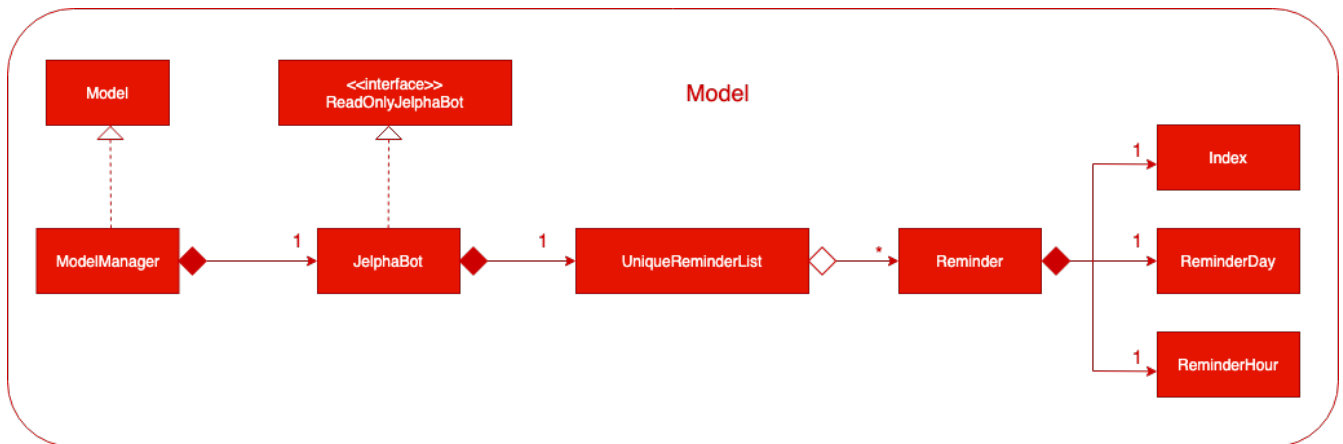 Model
<<interface>>
ReadOnlyJelphaBot
Model
1
Index
ModelManager
1
JelphaBot
1
UniqueReminderList
*
Reminder
1
ReminderDay
1
ReminderHour